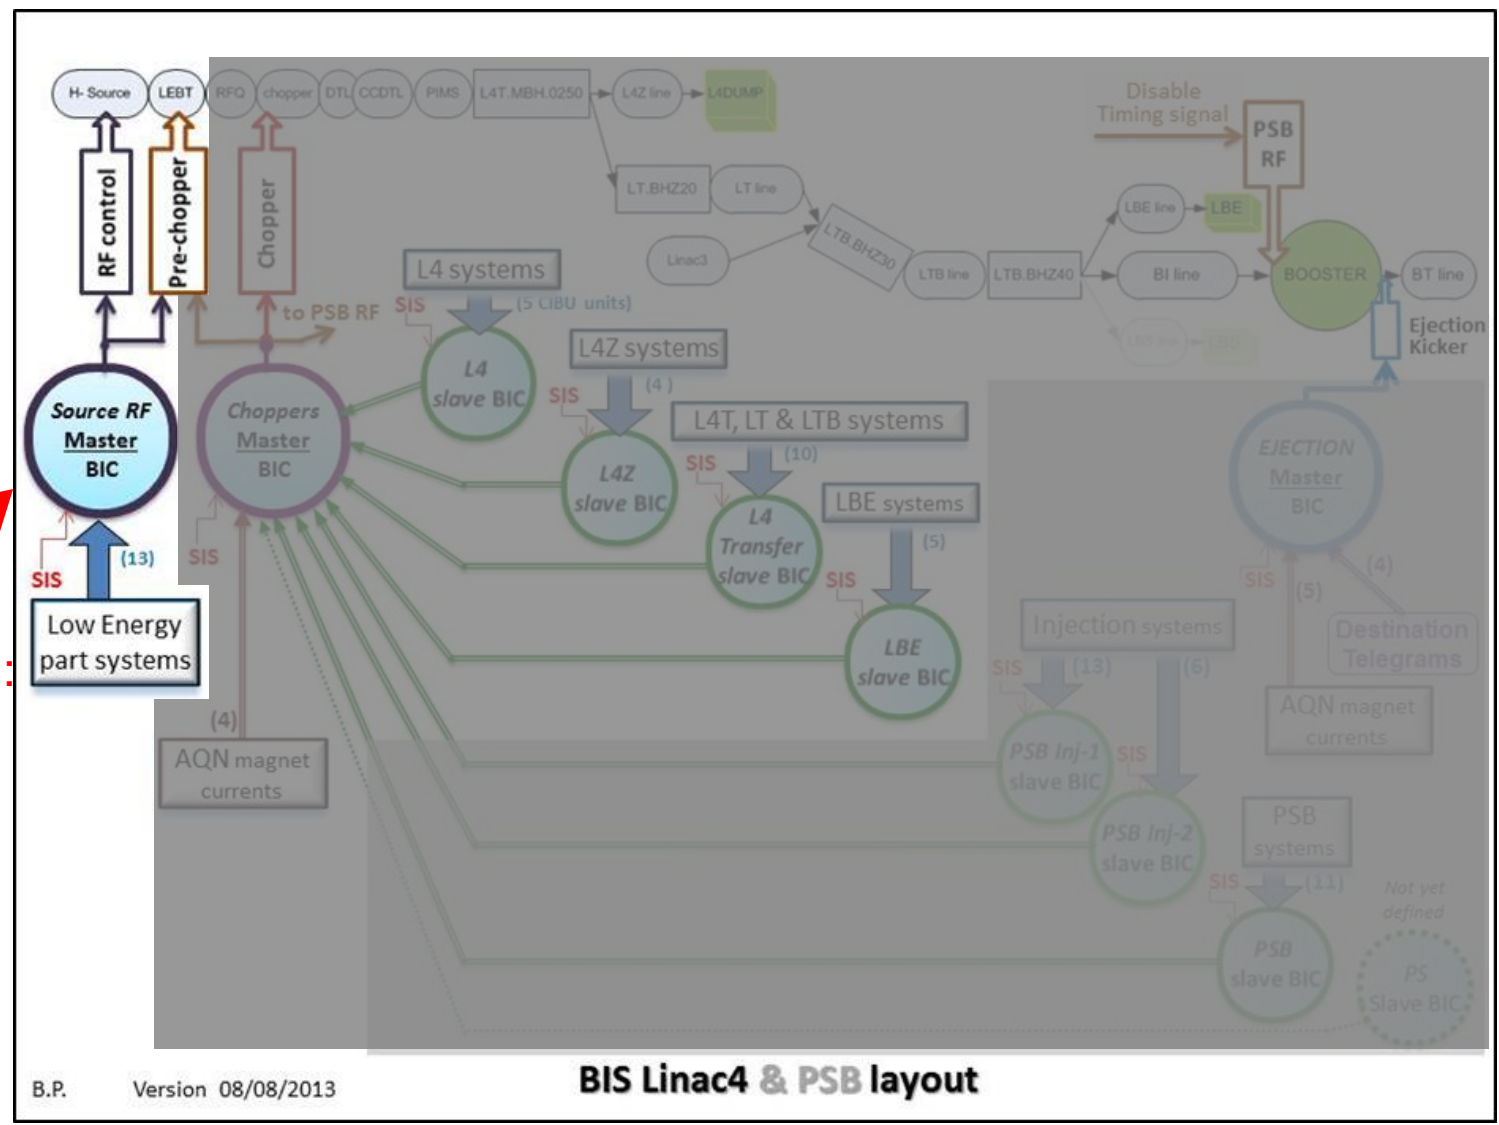 H- Source
LEBT
RFQ
chopper
DTL
CCDTL
PIMS
L4T.MBH.0250
L4Z line
L4DUMP
Disable
Timing signal
PSB
RF
RF control
Pre-chopper
Chopper
LT.BHZ20
LT line
Linac3
LTB.BHZ30
LTB line
LTB.BHZ40
LBE line
LBE
BI line
BOOSTER
BT line
Ejection
Kicker
to PSB RF
L4 systems
SIS
(5 CIBU units)
L4
slave BIC
L4Z systems
SIS
(4 )
L4Z
slave BIC
L4T, LT & LTB systems
SIS
(10)
L4
Transfer
slave BIC
LBE systems
SIS
(5)
LBE
slave BIC
Source RF
Master
BIC
SIS
(13)
Low Energy
part systems
:
Choppers
Master
BIC
SIS
(4)
AQN magnet
currents
EJECTION
Master
BIC
SIS
(5)
(4)
Destination
Telegrams
AQN magnet
currents
Injection systems
SIS
(13)
(6)
PSB Inj-1
slave BIC
SIS
PSB Inj-2
slave BIC
PSB
systems
SIS
(11)
PSB
slave BIC
Not yet
defined
PS
Slave BIC
BIS Linac4 & PSB layout
B.P.
Version 08/08/2013